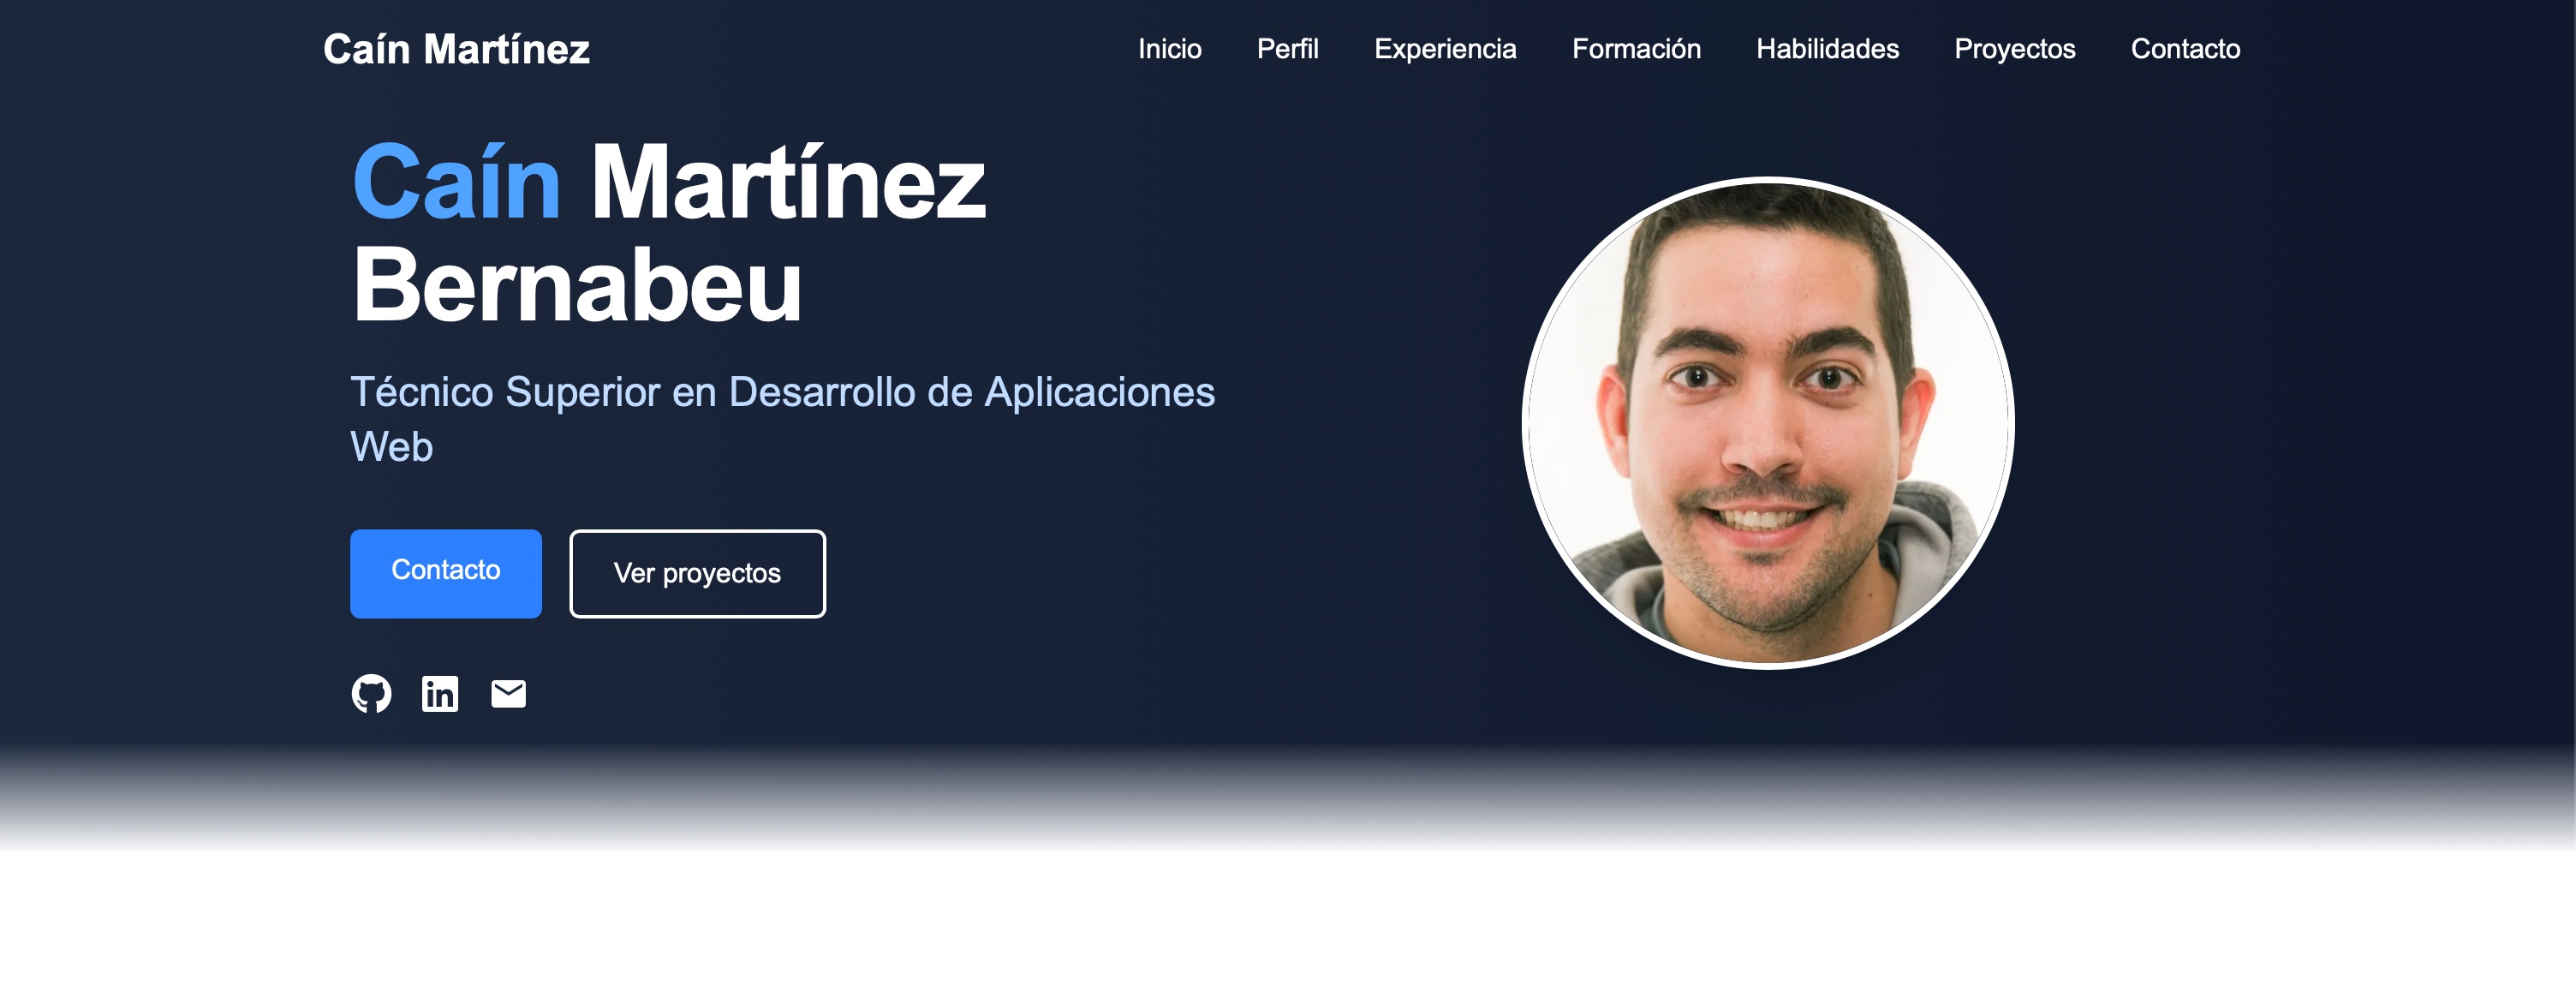 Caín Martínez
Inicio Perfil Experiencia Formación Habilidades Proyectos Contacto
Caín Martínez
Bernabeu
Técnico Superior en Desarrollo de Aplicaciones
Web
Contacto Ver proyectos
in